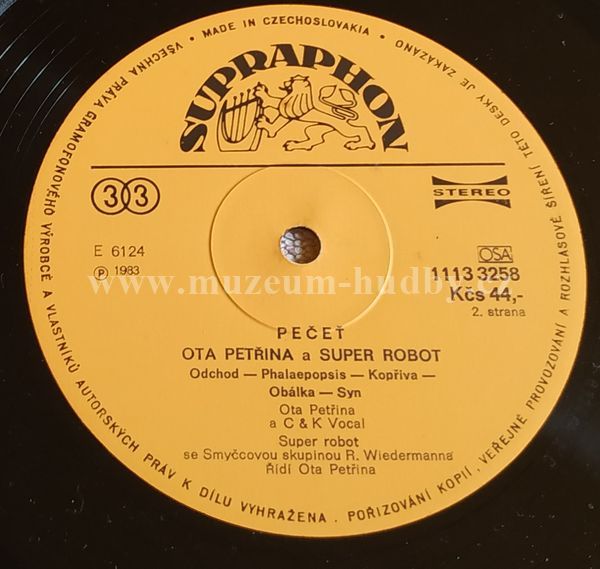 VŠECHNA PRÁVA GRAMOFONOVÉHO VÝROBCE A VLASTNÍKŮ AUTORSKÝCH PRÁV K DÍLU VYHRAŽENA . POŘIZOVÁNÍ KOPIÍ, VEŘEJNÉ PROVOZOVÁNÍ A ROZHLASOVÉ ŠÍŘENÍ TÉTO DESKY JE ZAKÁZÁNO
• MADE IN CZECHOSLOVAKIA •
SUPRAPHON
33
STEREO
E 6124
Ⓟ 1983
OSA
1113 3258
Kčs 44,-
2. strana
www.muzeum-hudby.cz
PEČEŤ
OTA PETŘINA a SUPER ROBOT
Odchod — Phalaepopsis — Kopřiva —
Obálka — Syn
Ota Petřina
a C & K Vocal
Super robot
se Smyčcovou skupinou R. Wiedermanna
Řídí Ota Petřina